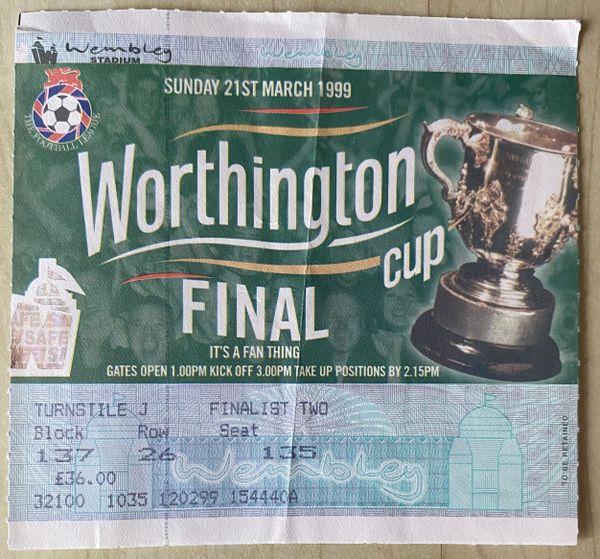 Wembley
STADIUM
Wembley
SUNDAY 21ST MARCH 1999
THE FOOTBALL LEAGUE
Worthington
cup
FINAL
IT'S A FAN THING
GATES OPEN 1.00PM KICK OFF 3.00PM TAKE UP POSITIONS BY 2.15PM
TURNSTILE J FINALIST TWO
Block Row Seat
137 26 135
£36.00
Wembley
32100 1035 120299 154440A
TO BE RETAINED